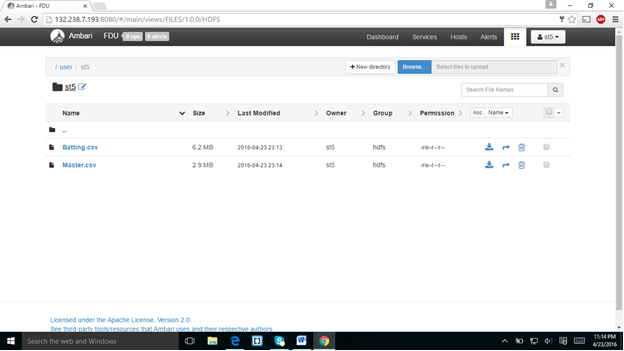 Ambari - FDU
132.238.7.193:8080/#/main/views/FILES/1.0.0/HDFS
Ambari FDU 0 ops 0 alerts Dashboard Services Hosts Alerts st5
/ user / st5 + New directory Browse... Select files to upload.
st5 Search File Names
Name Size Last Modified Owner Group Permission Asc Name
..
Batting.csv 6.2 MB 2016-04-23 23:13 st5 hdfs -rw-r--r--
Master.csv 2.9 MB 2016-04-23 23:14 st5 hdfs -rw-r--r--
Licensed under the Apache License, Version 2.0.
See third-party tools/resources that Ambari uses and their respective authors
Search the web and Windows
11:14 PM
4/23/2016